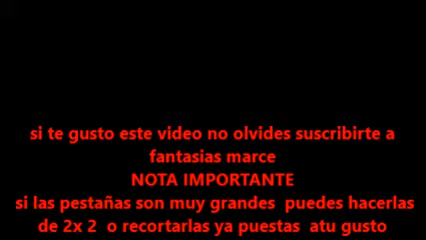 si te gusto este video no olvides suscribirte a
fantasias marce
NOTA IMPORTANTE
si las pestañas son muy grandes puedes hacerlas
de 2x 2 o recortarlas ya puestas atu gusto